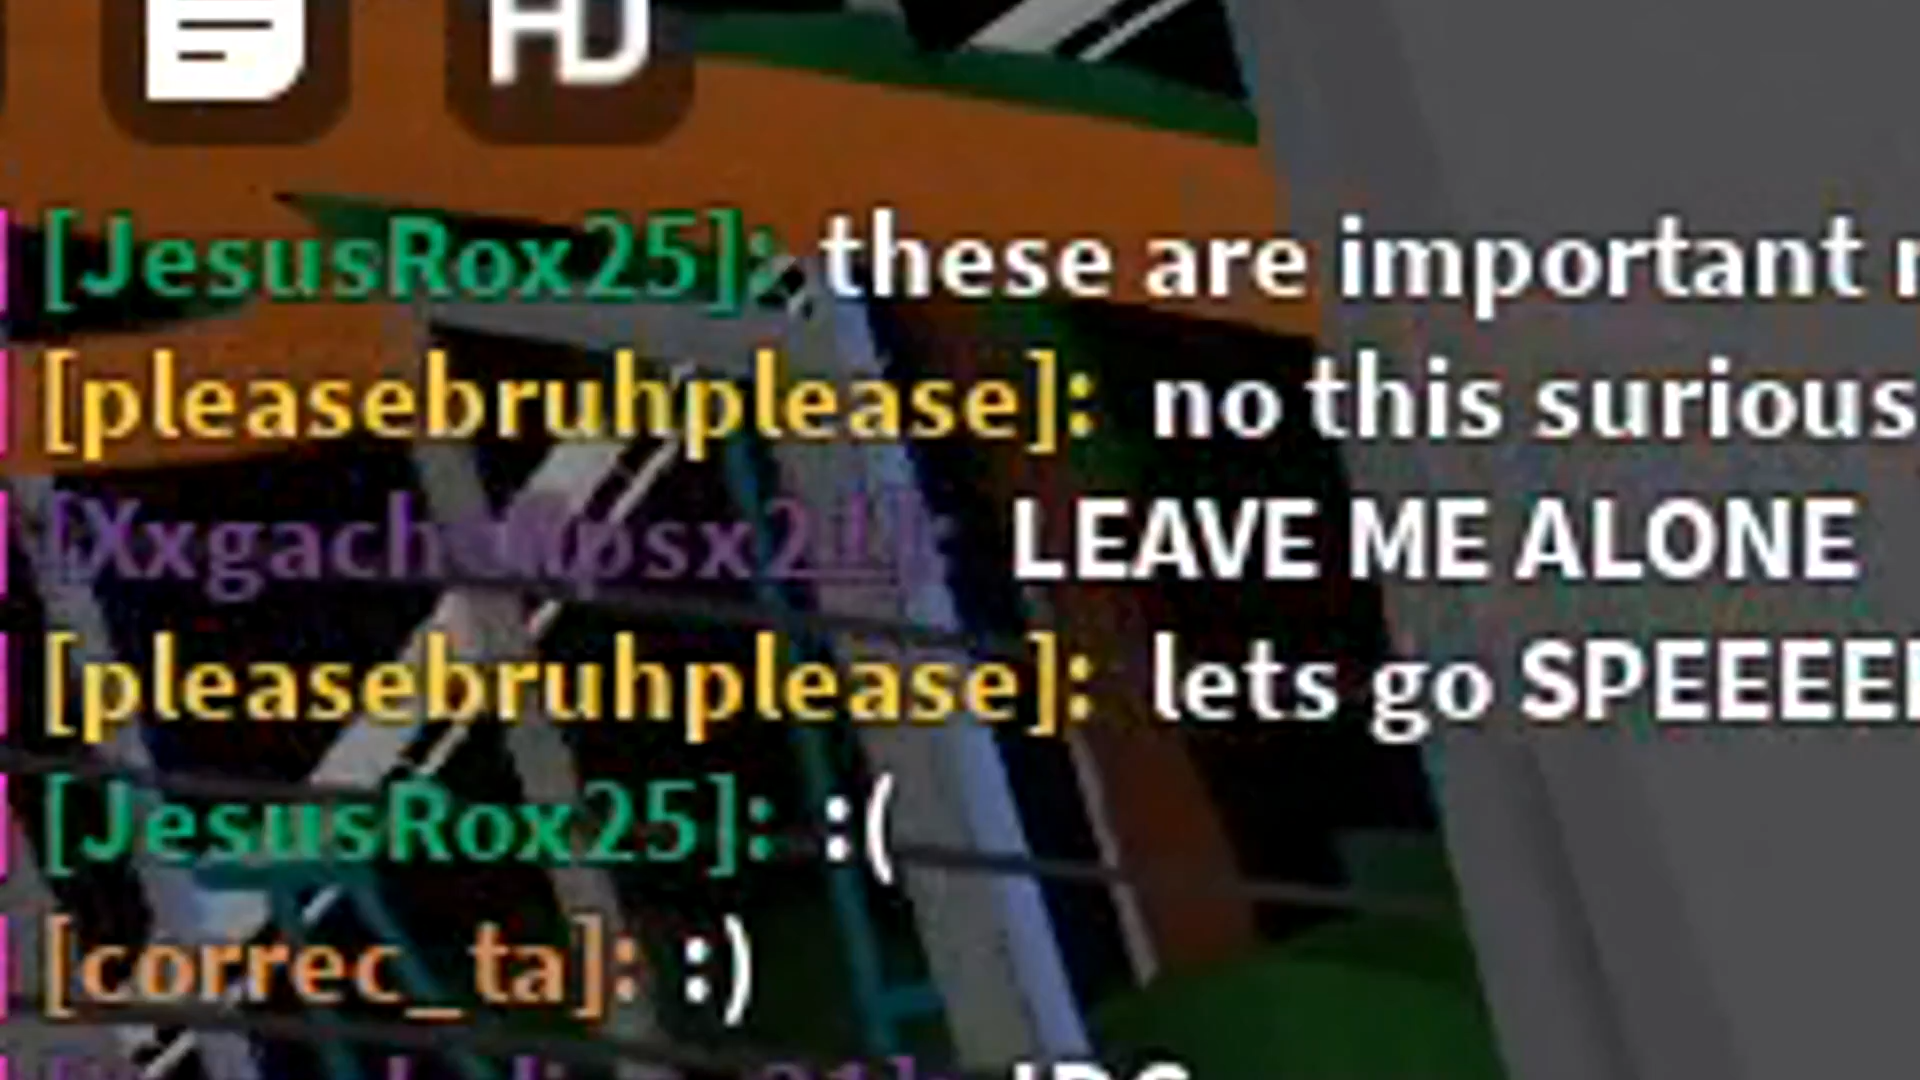 HD
[JesusRox25]: these are important
[pleasebruhplease]: no this surious
LEAVE ME ALONE
[pleasebruhplease]: lets go SPEEEEE
[JesusRox25]: :(
[correc_ta]: :)